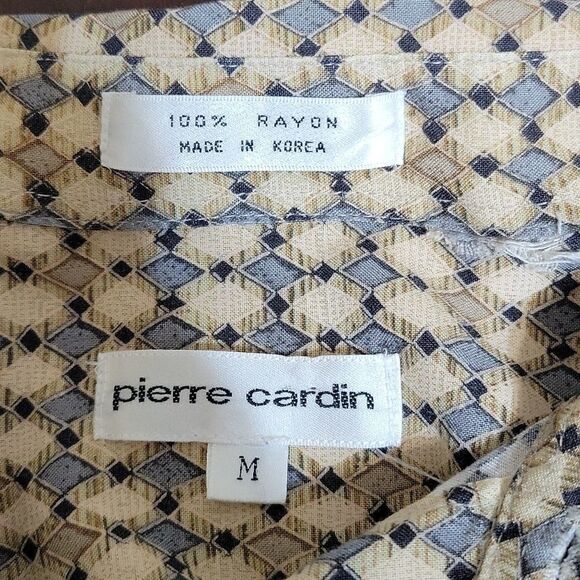 100% RAYON
MADE IN KOREA
pierre cardin
M